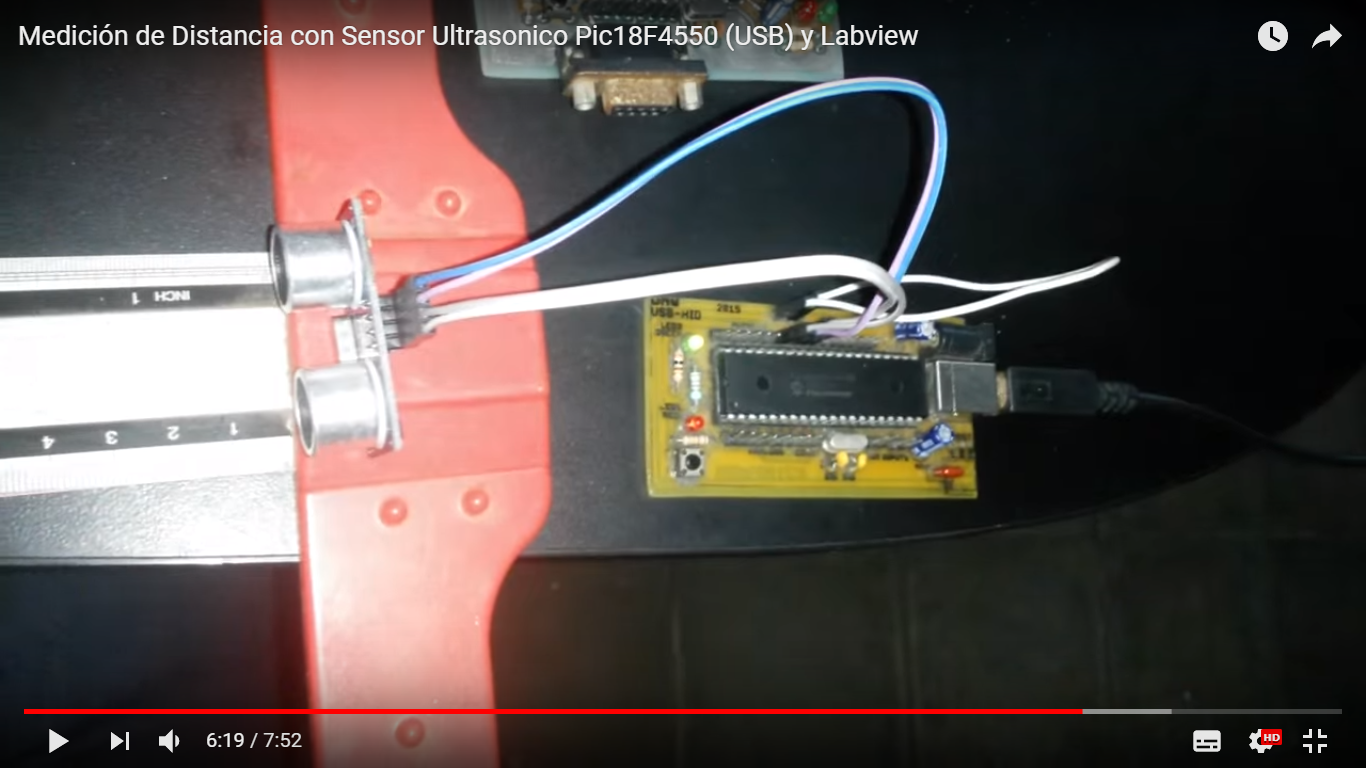 Medición de Distancia con Sensor Ultrasonico Pic18F4550 (USB) y Labview
1 INCH
4 3 2 1
2015
USB-HID
6:19 / 7:52
HD